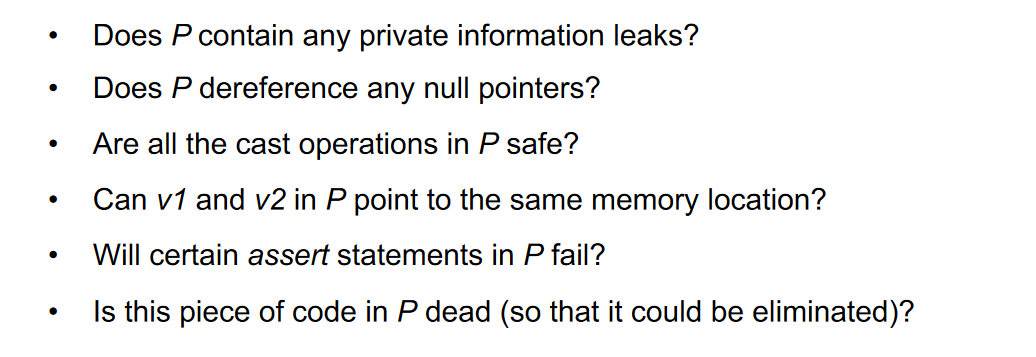 • Does P contain any private information leaks?
• Does P dereference any null pointers?
• Are all the cast operations in P safe?
• Can v1 and v2 in P point to the same memory location?
• Will certain assert statements in P fail?
• Is this piece of code in P dead (so that it could be eliminated)?